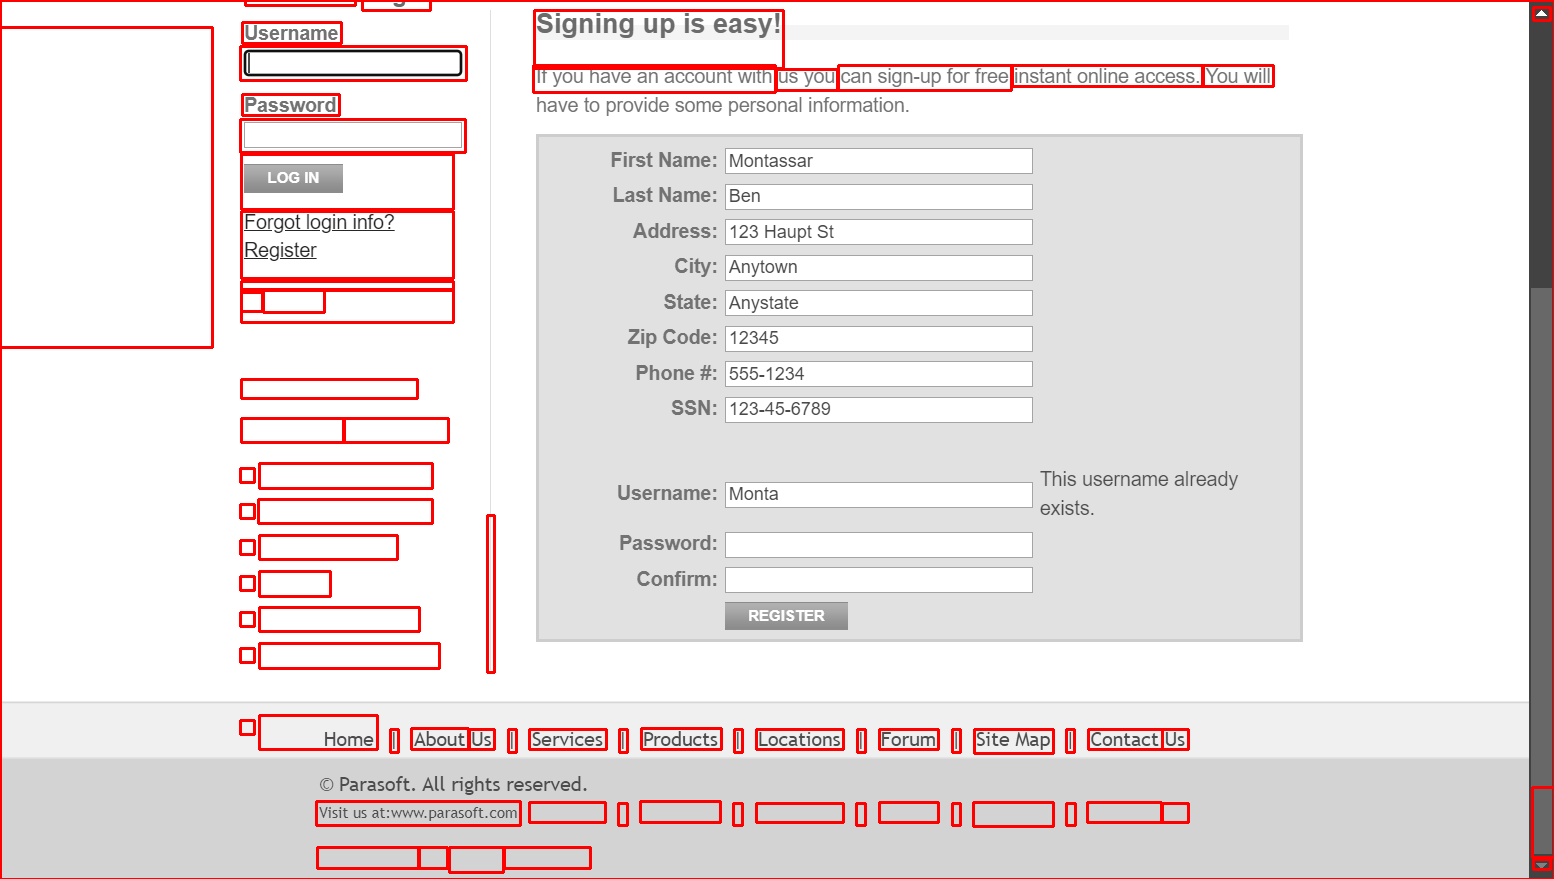 Username
Password
LOG IN
Forgot login info?
Register
Signing up is easy!
If you have an account with us you can sign-up for free instant online access. You will
have to provide some personal information.
First Name: Montassar
Last Name: Ben
Address: 123 Haupt St
City: Anytown
State: Anystate
Zip Code: 12345
Phone #: 555-1234
SSN: 123-45-6789
Username: Monta This username already
exists.
Password:
Confirm:
REGISTER
Home | About Us | Services | Products | Locations | Forum | Site Map | Contact Us
© Parasoft. All rights reserved.
Visit us at:www.parasoft.com